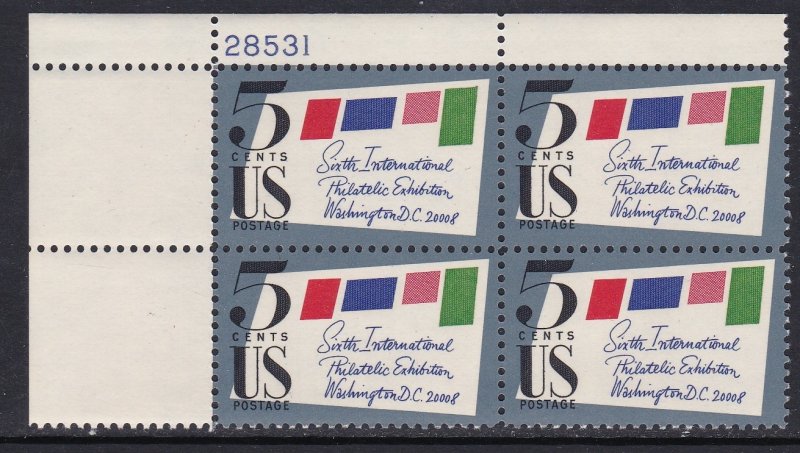 28531
5
CENTS
US
POSTAGE
Sixth International
Philatelic Exhibition
Washington D.C. 20008
5
CENTS
US
POSTAGE
Sixth International
Philatelic Exhibition
Washington D.C. 20008
5
CENTS
US
POSTAGE
Sixth International
Philatelic Exhibition
Washington D.C. 20008
5
CENTS
US
POSTAGE
Sixth International
Philatelic Exhibition
Washington D.C. 20008